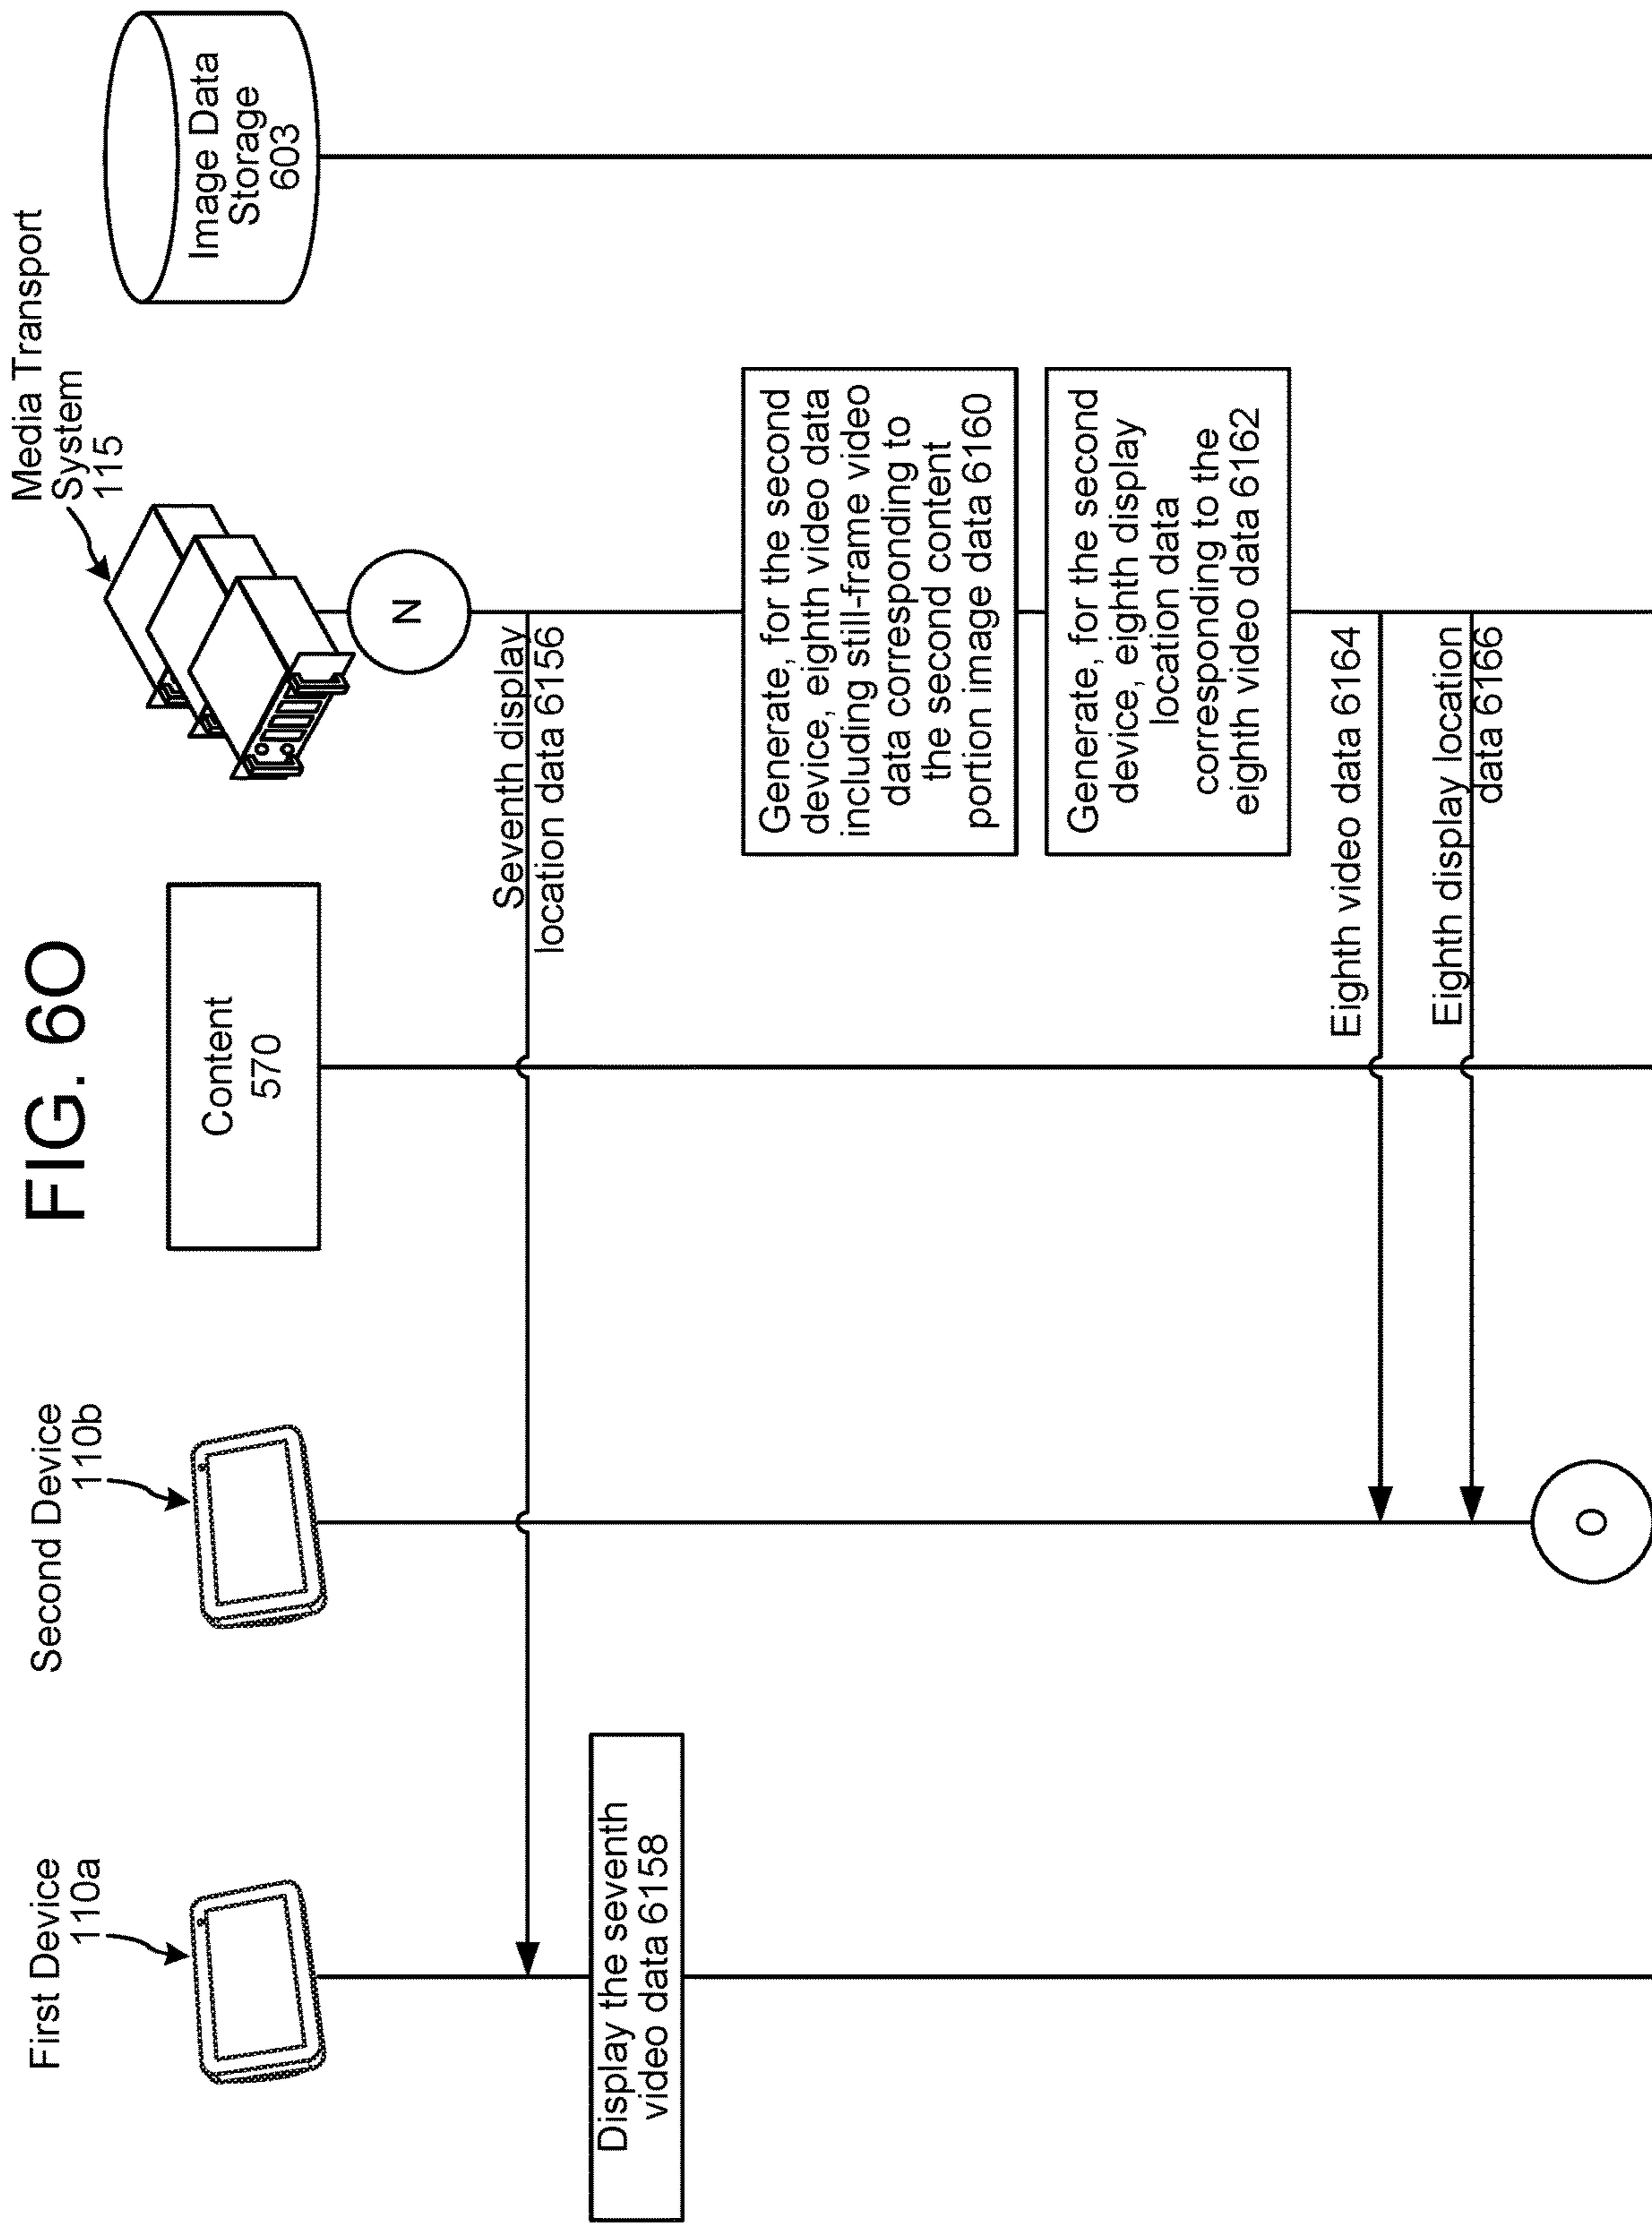 FIG. 6O
First Device
110a
Second Device
110b
Content
570
Media Transport
System
115
Image Data
Storage
603
N
Seventh display
location data 6156
Display the seventh
video data 6158
Generate, for the second
device, eighth video data
including still-frame video
data corresponding to
the second content
portion image data 6160
Generate, for the second
device, eighth display
location data
corresponding to the
eighth video data 6162
Eighth video data 6164
Eighth display location
data 6166
O